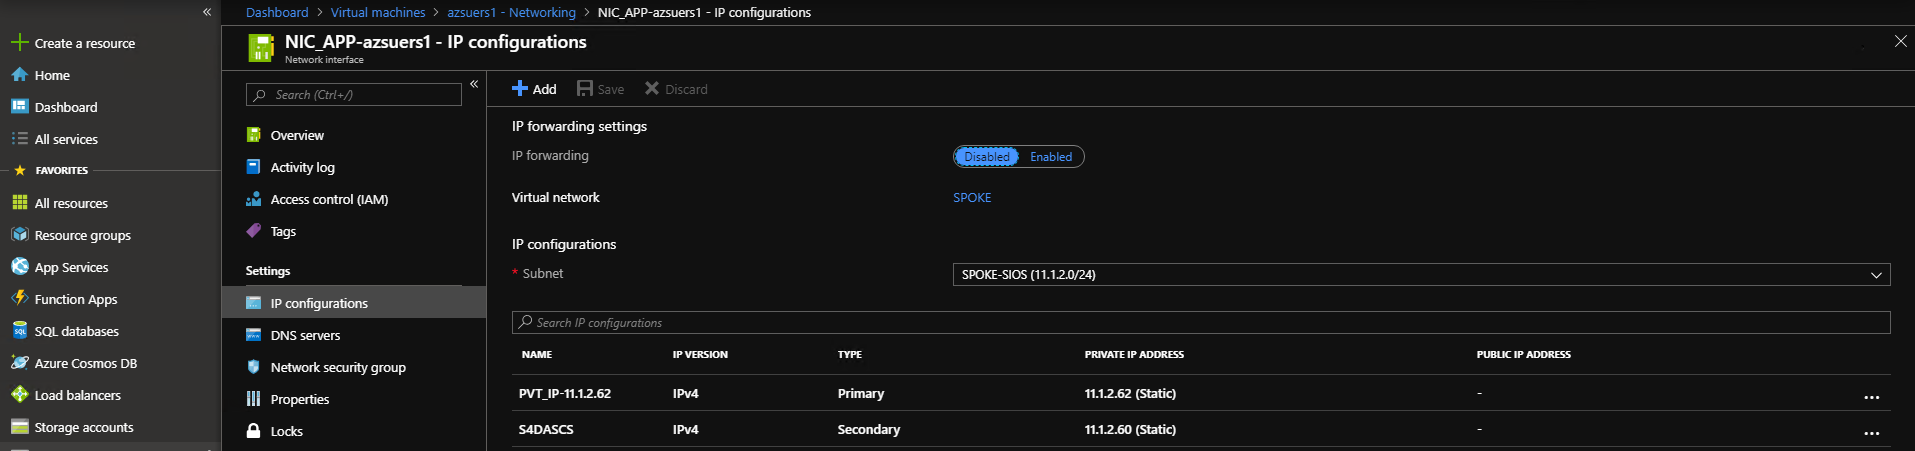 Dashboard > Virtual machines > azsuers1 - Networking > NIC_APP-azsuers1 - IP configurations
NIC_APP-azsuers1 - IP configurations
Network interface
Create a resource
Home
Dashboard
All services
FAVORITES
All resources
Resource groups
App Services
Function Apps
SQL databases
Azure Cosmos DB
Load balancers
Storage accounts
Search (Ctrl+/)
Overview
Activity log
Access control (IAM)
Tags
Settings
IP configurations
DNS servers
Network security group
Properties
Locks
Add Save Discard
IP forwarding settings
IP forwarding Disabled Enabled
Virtual network SPOKE
IP configurations
* Subnet SPOKE-SIOS (11.1.2.0/24)
Search IP configurations
NAME IP VERSION TYPE PRIVATE IP ADDRESS PUBLIC IP ADDRESS
PVT_IP-11.1.2.62 IPv4 Primary 11.1.2.62 (Static) - ...
S4DASCS IPv4 Secondary 11.1.2.60 (Static) - ...